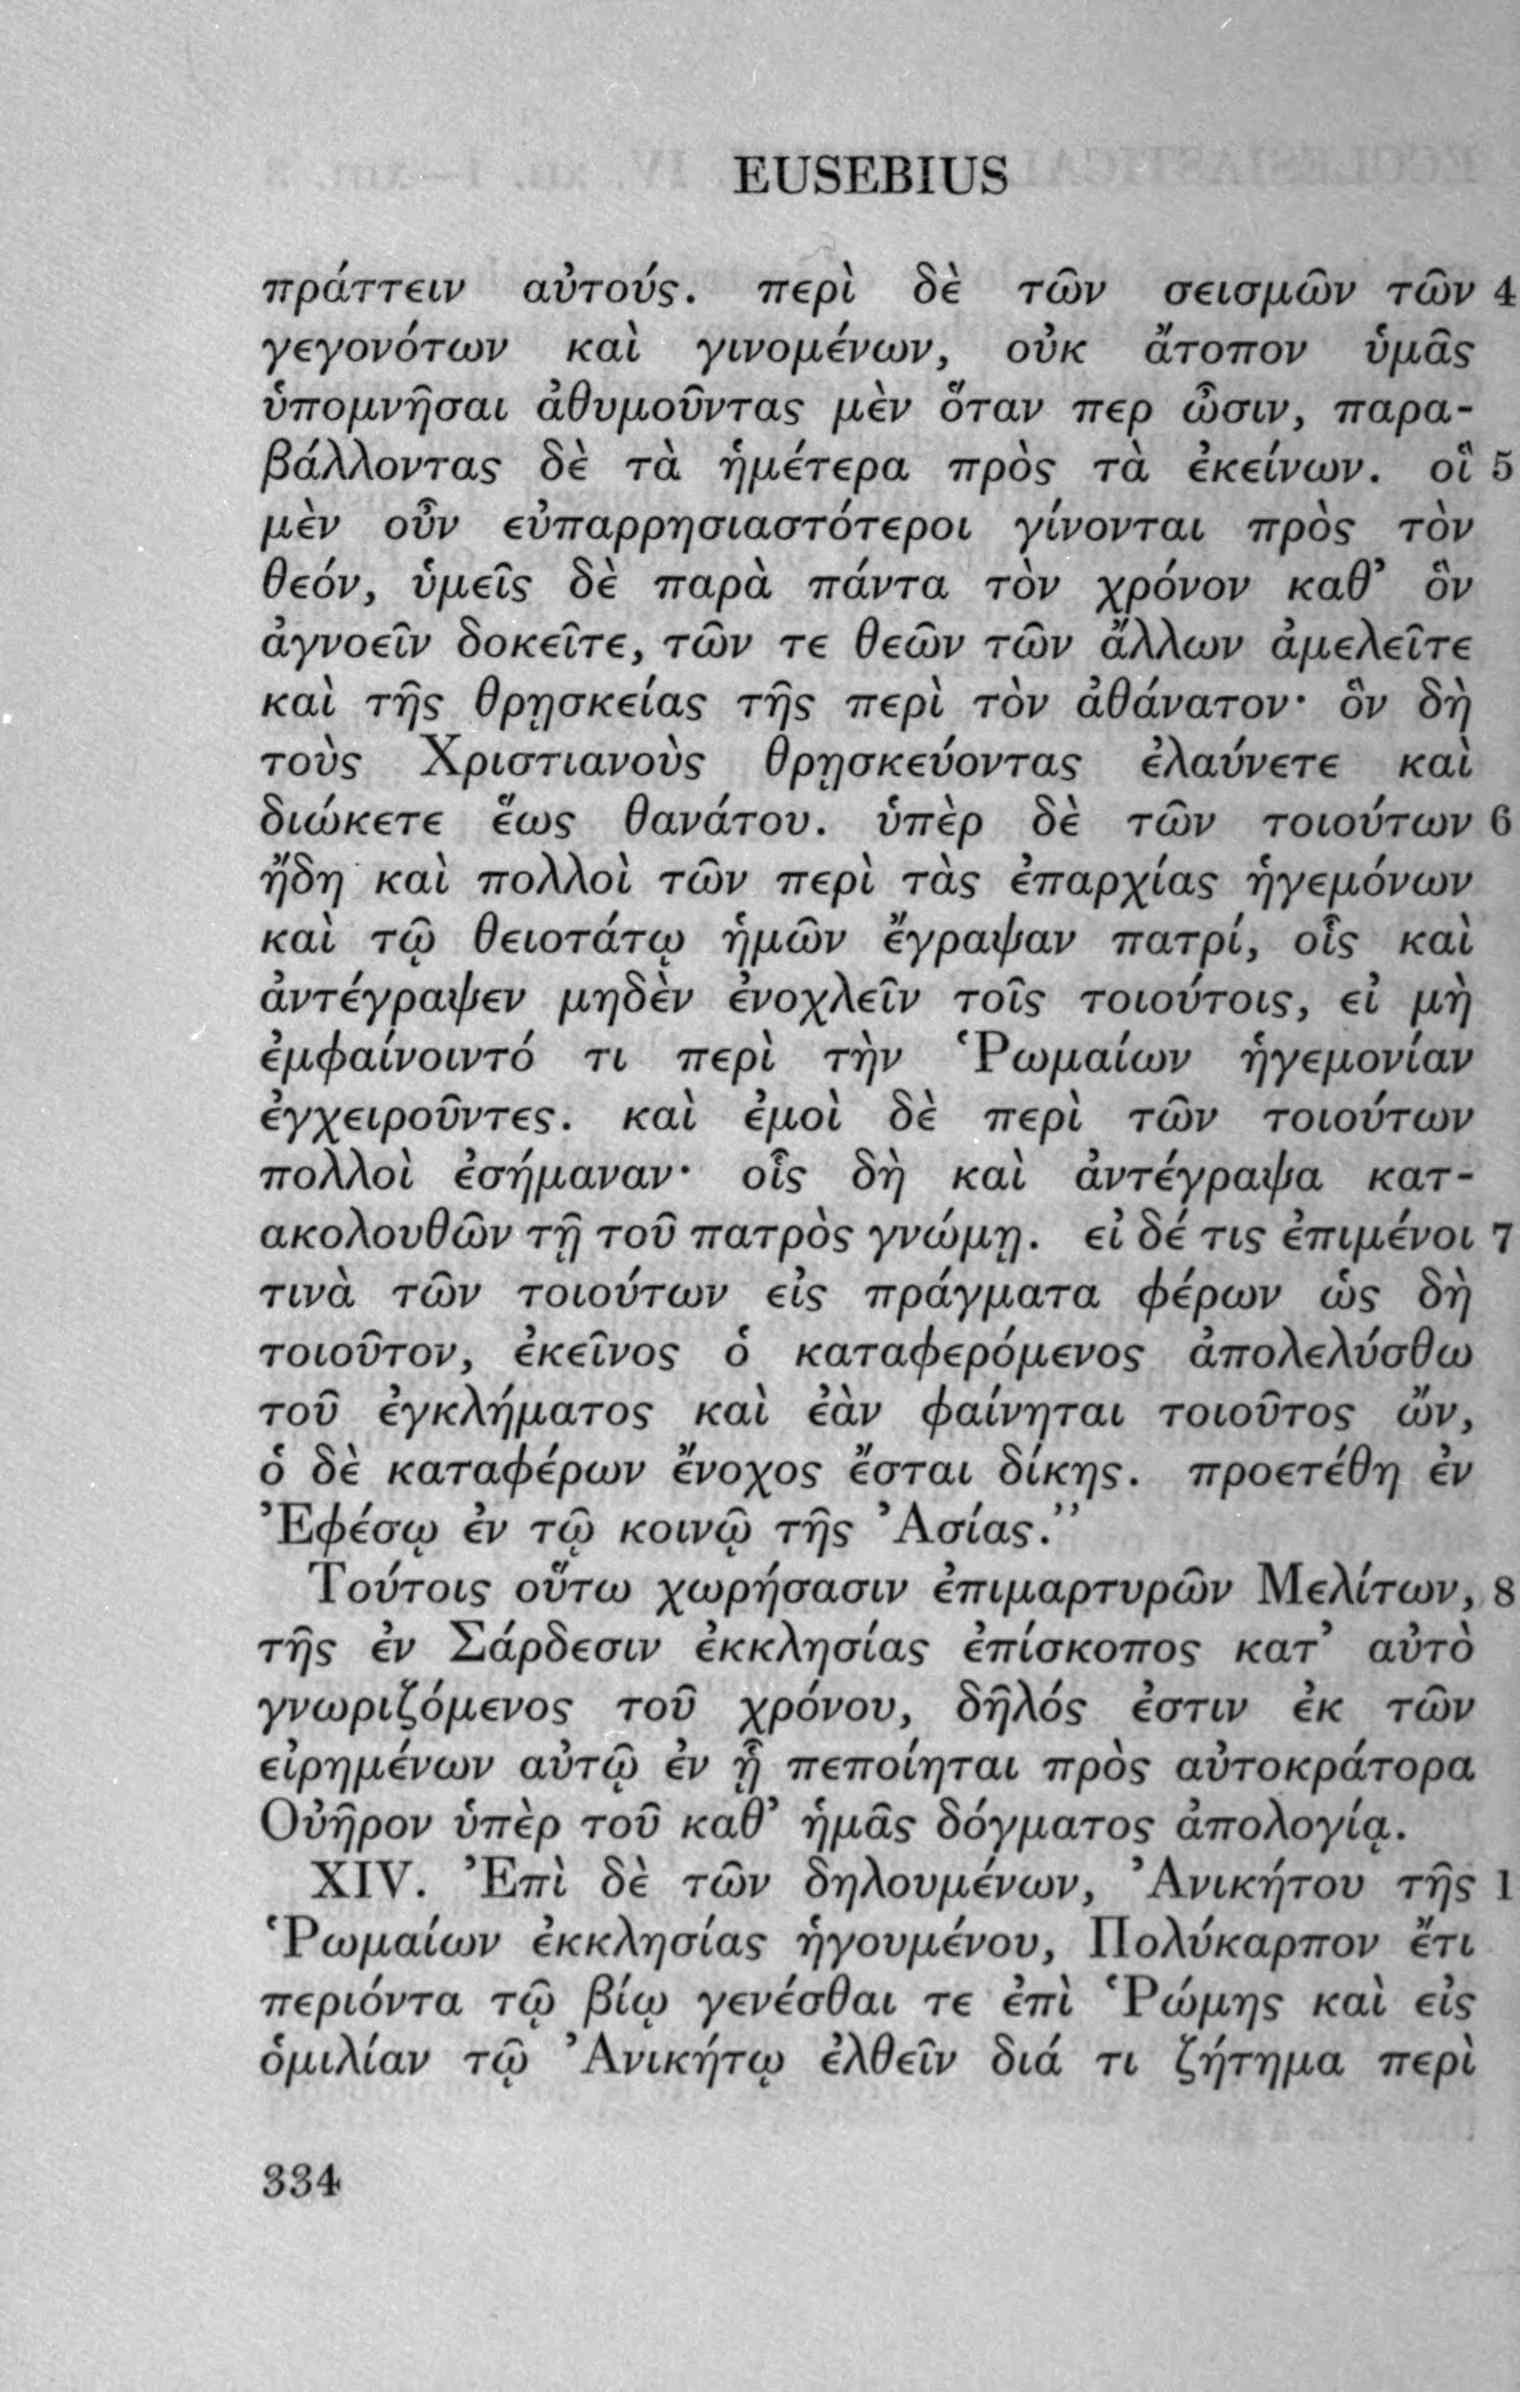 EUSEBIUS
πράττειν αὐτούς. περὶ δὲ τῶν σεισμῶν τῶν 4
γεγονότων καὶ γινομένων, οὐκ ἄτοπον ὑμᾶς
ὑπομνῆσαι ἀθυμοῦντας μὲν ὅταν περ ὦσιν, παρα-
βάλλοντας δὲ τὰ ἡμέτερα πρὸς τὰ ἐκείνων. οἳ 5
μὲν οὖν εὐπαρρησιαστότεροι γίνονται πρὸς τὸν
θεόν, ὑμεῖς δὲ παρὰ πάντα τὸν χρόνον καθ’ ὃν
ἀγνοεῖν δοκεῖτε, τῶν τε θεῶν τῶν ἄλλων ἀμελεῖτε
καὶ τῆς θρῃσκείας τῆς περὶ τὸν ἀθάνατον· ὃν δὴ
τοὺς Χριστιανοὺς θρῃσκεύοντας ἐλαύνετε καὶ
διώκετε ἕως θανάτου. ὑπὲρ δὲ τῶν τοιούτων 6
ἤδη καὶ πολλοὶ τῶν περὶ τὰς ἐπαρχίας ἡγεμόνων
καὶ τῷ θειοτάτῳ ἡμῶν ἔγραψαν πατρί, οἷς καὶ
ἀντέγραψεν μηδὲν ἐνοχλεῖν τοῖς τοιούτοις, εἰ μὴ
ἐμφαίνοιντό τι περὶ τὴν Ῥωμαίων ἡγεμονίαν
ἐγχειροῦντες. καὶ ἐμοὶ δὲ περὶ τῶν τοιούτων
πολλοὶ ἐσήμαναν· οἷς δὴ καὶ ἀντέγραψα κατ-
ακολουθῶν τῇ τοῦ πατρὸς γνώμῃ. εἰ δέ τις ἐπιμένοι 7
τινὰ τῶν τοιούτων εἰς πράγματα φέρων ὡς δὴ
τοιοῦτον, ἐκεῖνος ὁ καταφερόμενος ἀπολελύσθω
τοῦ ἐγκλήματος καὶ ἐὰν φαίνηται τοιοῦτος ὤν,
ὁ δὲ καταφέρων ἔνοχος ἔσται δίκης. προετέθη ἐν
Ἐφέσῳ ἐν τῷ κοινῷ τῆς Ἀσίας.”
Τούτοις οὕτω χωρήσασιν ἐπιμαρτυρῶν Μελίτων, 8
τῆς ἐν Σάρδεσιν ἐκκλησίας ἐπίσκοπος κατ’ αὐτὸ
γνωριζόμενος τοῦ χρόνου, δῆλός ἐστιν ἐκ τῶν
εἰρημένων αὐτῷ ἐν ᾗ πεποίηται πρὸς αὐτοκράτορα
Οὐῆρον ὑπὲρ τοῦ καθ’ ἡμᾶς δόγματος ἀπολογίᾳ.
XIV. Ἐπὶ δὲ τῶν δηλουμένων, Ἀνικήτου τῆς 1
Ῥωμαίων ἐκκλησίας ἡγουμένου, Πολύκαρπον ἔτι
περιόντα τῷ βίῳ γενέσθαι τε ἐπὶ Ῥώμης καὶ εἰς
ὁμιλίαν τῷ Ἀνικήτῳ ἐλθεῖν διά τι ζήτημα περὶ
334